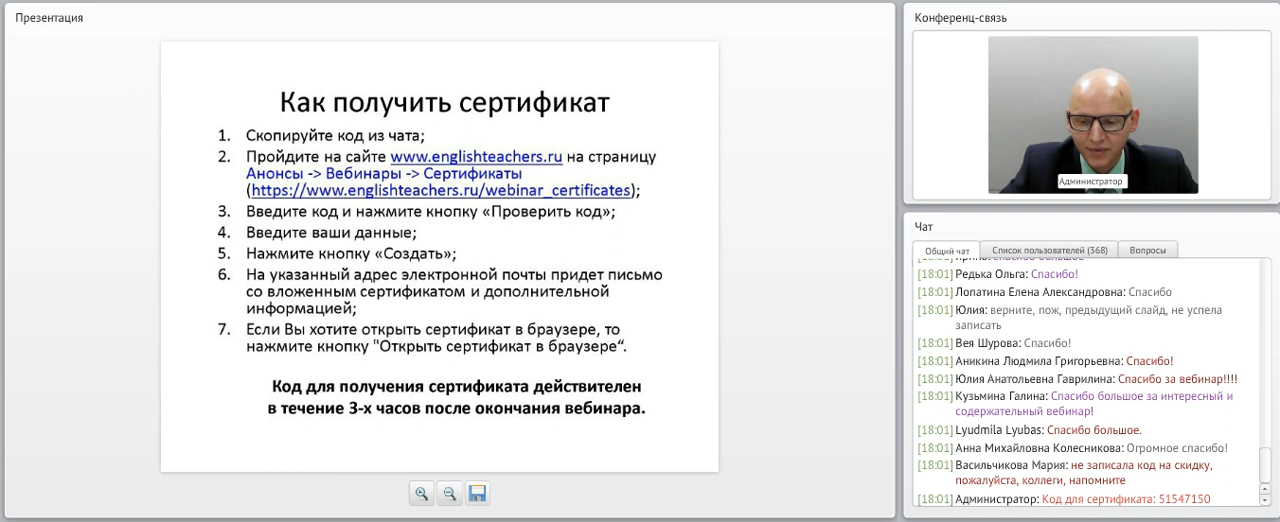 Презентация
Как получить сертификат
1. Скопируйте код из чата;
2. Пройдите на сайте www.englishteachers.ru на страницу
Анонсы -> Вебинары -> Сертификаты
(https://www.englishteachers.ru/webinar_certificates);
3. Введите код и нажмите кнопку «Проверить код»;
4. Введите ваши данные;
5. Нажмите кнопку «Создать»;
6. На указанный адрес электронной почты придет письмо
со вложенным сертификатом и дополнительной
информацией;
7. Если Вы хотите открыть сертификат в браузере, то
нажмите кнопку "Открыть сертификат в браузере“.
Код для получения сертификата действителен
в течение 3-х часов после окончания вебинара.
Конференц-связь
Администратор
Чат
Общий чат
Список пользователей (368)
Вопросы
[18:01] Редька Ольга: Спасибо!
[18:01] Лопатина Елена Александровна: Спасибо
[18:01] Юлия: верните, пож, предыдущий слайд, не успела
записать
[18:01] Вея Шурова: Спасибо!
[18:01] Аникина Людмила Григорьевна: Спасибо!
[18:01] Юлия Анатольевна Гаврилина: Спасибо за вебинар!!!!
[18:01] Кузьмина Галина: Спасибо большое за интересный и
содержательный вебинар!
[18:01] Lyudmila Lyubas: Спасибо большое.
[18:01] Анна Михайловна Колесникова: Огромное спасибо!
[18:01] Васильчикова Мария: не записала код на скидку,
пожалуйста, коллеги, напомните
[18:01] Администратор: Код для сертификата: 51547150